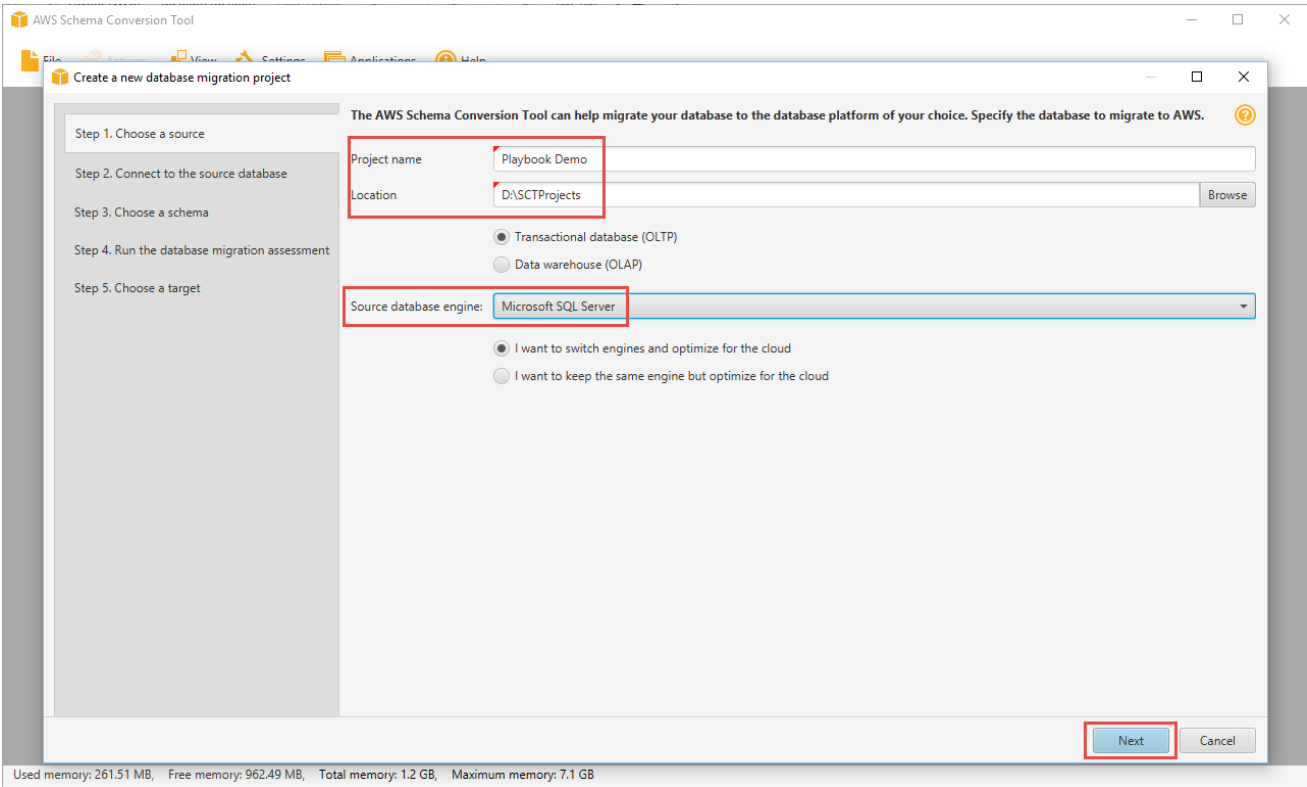 AWS Schema Conversion Tool
File Actions View Settings Applications Help
Create a new database migration project
Step 1. Choose a source
Step 2. Connect to the source database
Step 3. Choose a schema
Step 4. Run the database migration assessment
Step 5. Choose a target
The AWS Schema Conversion Tool can help migrate your database to the database platform of your choice. Specify the database to migrate to AWS.
Project name Playbook Demo
Location D:\SCTProjects Browse
Transactional database (OLTP)
Data warehouse (OLAP)
Source database engine: Microsoft SQL Server
I want to switch engines and optimize for the cloud
I want to keep the same engine but optimize for the cloud
Next Cancel
Used memory: 261.51 MB, Free memory: 962.49 MB, Total memory: 1.2 GB, Maximum memory: 7.1 GB